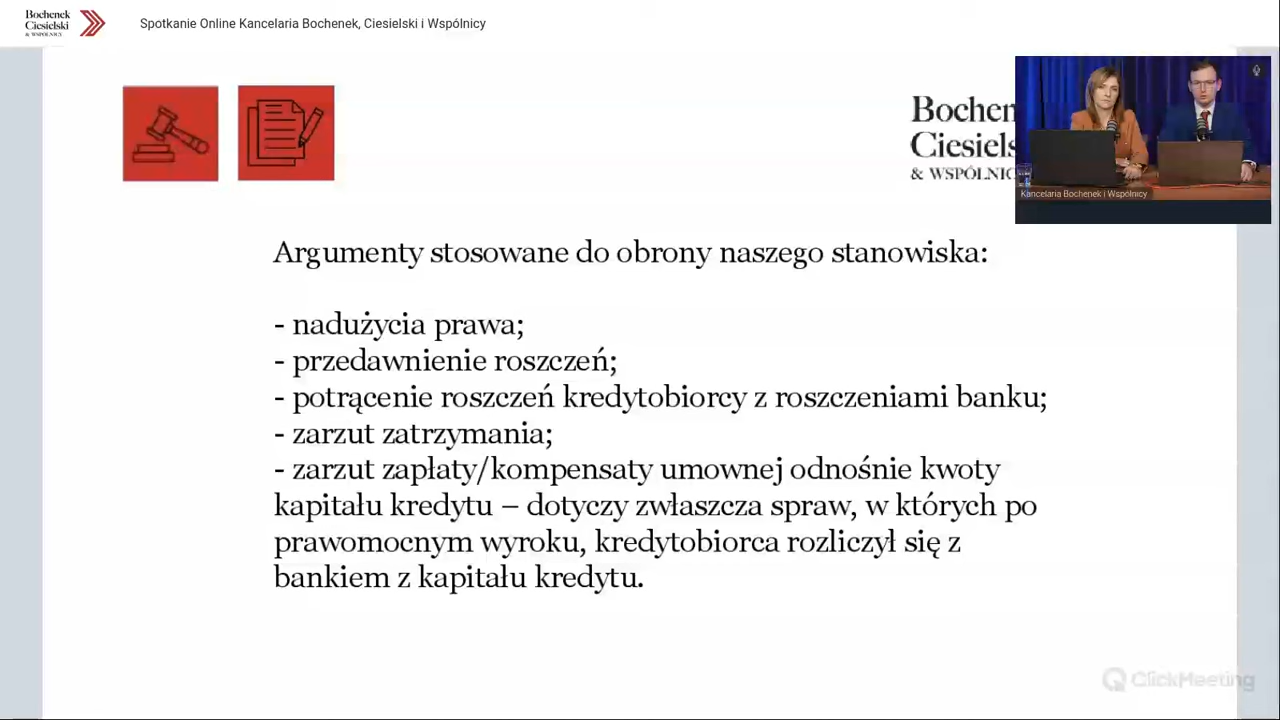 Bochenek
Ciesielski
& WSPÓLNICY
Spotkanie Online Kancelaria Bochenek, Ciesielski i Wspólnicy
Bochen
Ciesiels
& WSPÓLNIC
Kancelaria Bochenek i Wspólnicy
Argumenty stosowane do obrony naszego stanowiska:
- nadużycia prawa;
- przedawnienie roszczeń;
- potrącenie roszczeń kredytobiorcy z roszczeniami banku;
- zarzut zatrzymania;
- zarzut zapłaty/kompensaty umownej odnośnie kwoty
kapitału kredytu – dotyczy zwłaszcza spraw, w których po
prawomocnym wyroku, kredytobiorca rozliczył się z
bankiem z kapitału kredytu.
ClickMeeting